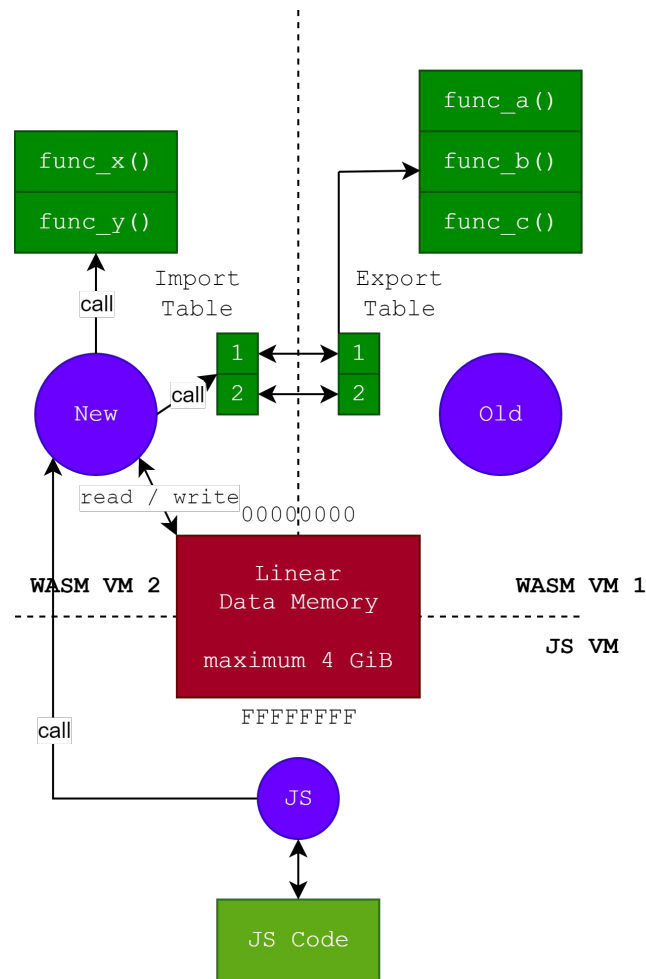 func_a()
func_x()
func_b()
func_y()
func_c()
Import
Table
Export
Table
call
1
1
call
2
2
New
Old
read / write
00000000
Linear
Data Memory
WASM VM 2
WASM VM 1
maximum 4 GiB
JS VM
FFFFFFFF
call
JS
JS Code